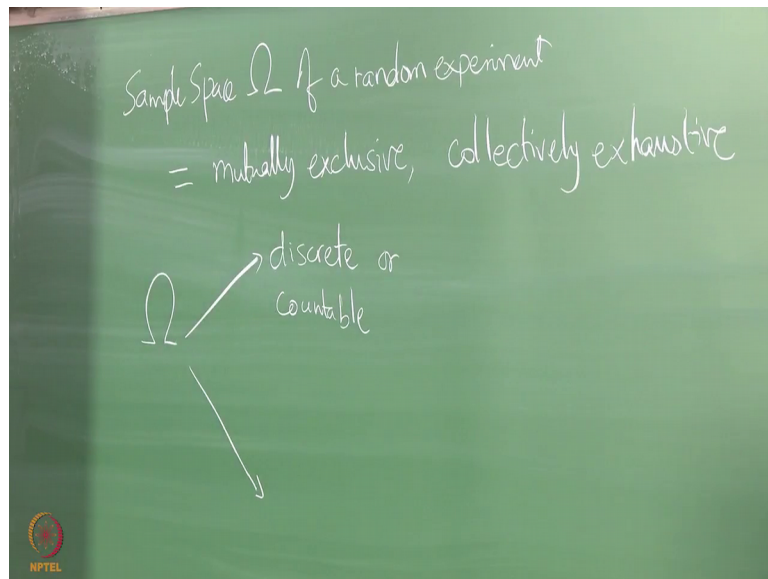 Sample Space Ω of a random experiment
= mutually exclusive, collectively exhaustive
Ω
discrete or
countable
NPTEL